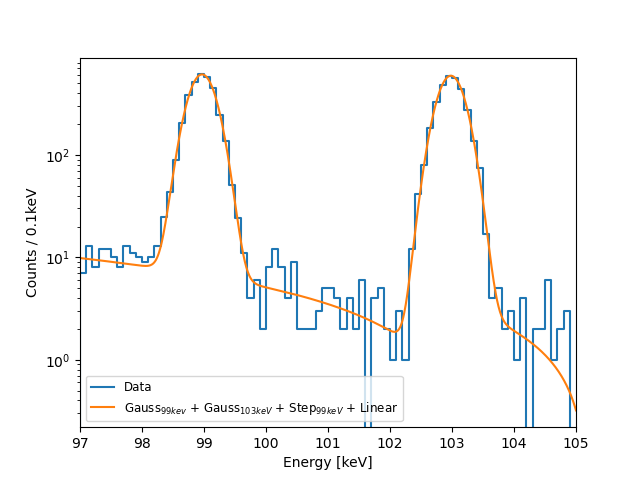 Counts / 0.1keV
10²
10¹
10⁰
Data
Gauss₉₉ₖₑᵥ + Gauss₁₀₃ₖₑV + Step₉₉ₖₑV + Linear
97 98 99 100 101 102 103 104 105
Energy [keV]